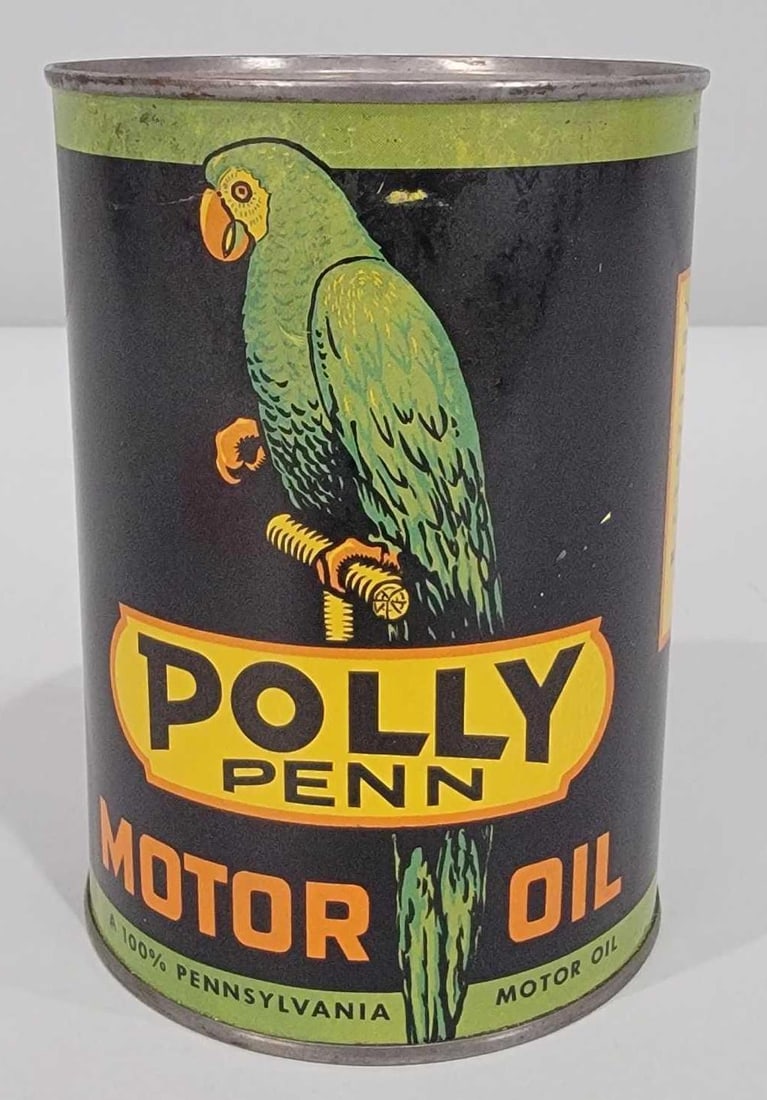 POLLY
PENN
MOTOR OIL
A 100% PENNSYLVANIA MOTOR OIL